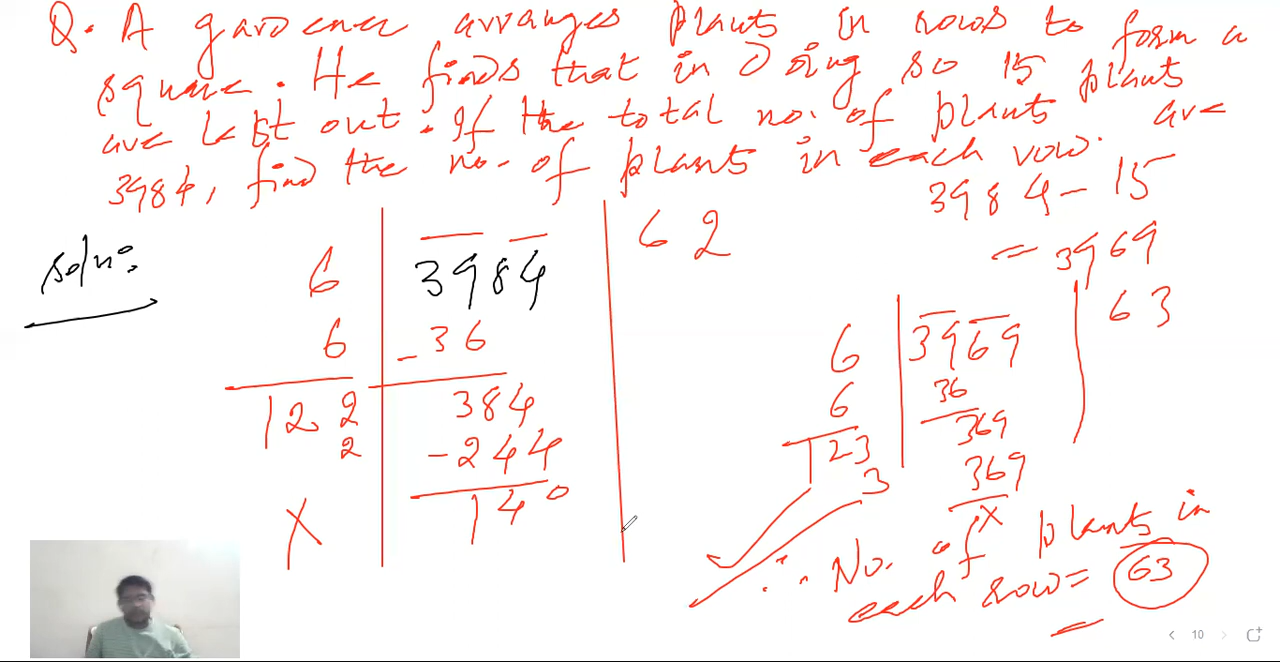 Q. A gardener arranges plants in rows to form a
square. He finds that in doing so 15 plants
are left out. If the total no. of plants are
3984, find the no. of plants in each row.
3984 - 15
= 3969
Soln:
6 3984 62
6 - 36
122 384
2 - 244
X 140
6 3969 63
6 36
123 369
3 369
X
∴ No. of plants in
each row = 63
< 10 >